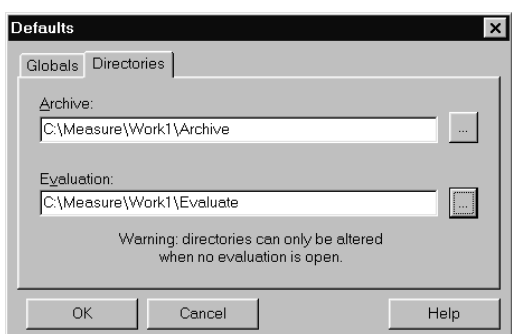 Defaults
Globals Directories
Archive:
C:\Measure\Work1\Archive ...
Evaluation:
C:\Measure\Work1\Evaluate ...
Warning: directories can only be altered
when no evaluation is open.
OK Cancel Help